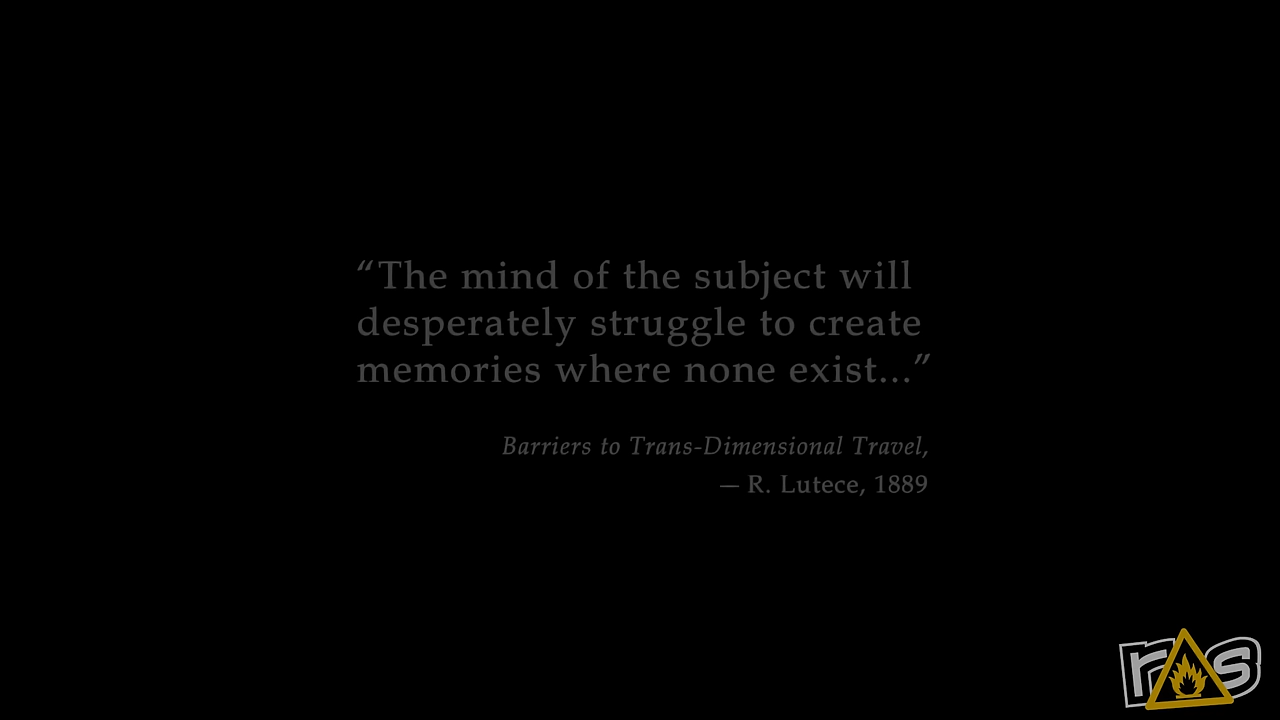 “The mind of the subject will
desperately struggle to create
memories where none exist...”
Barriers to Trans-Dimensional Travel,
— R. Lutece, 1889
ras